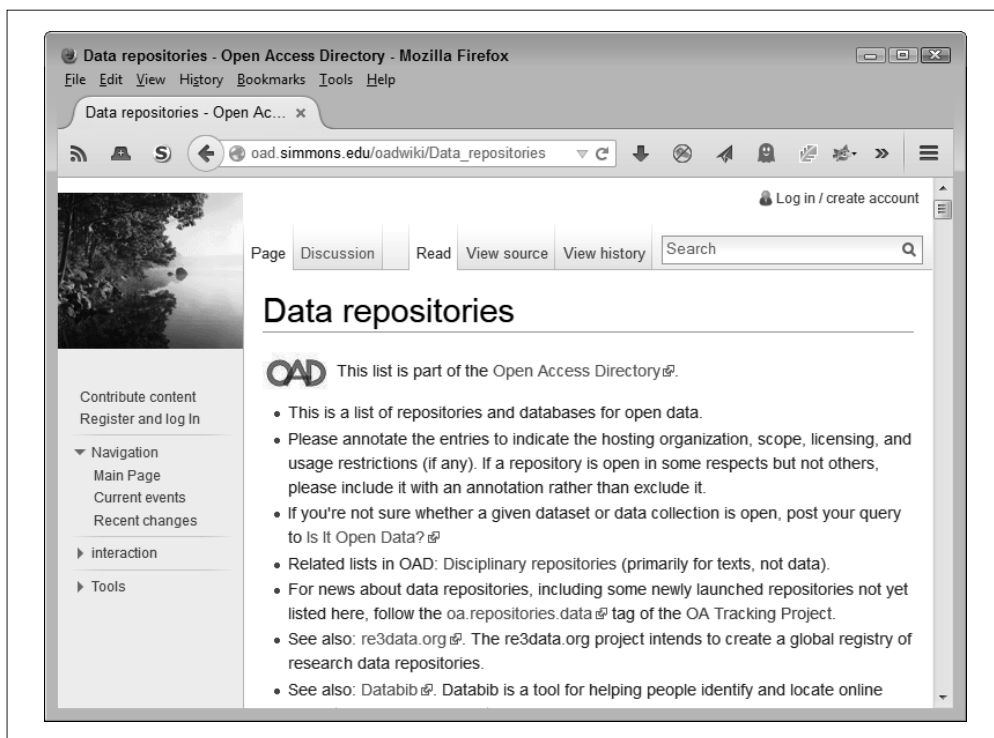 Data repositories - Open Access Directory - Mozilla Firefox
File Edit View History Bookmarks Tools Help
Data repositories - Open Ac...
S
oad.simmons.edu/oadwiki/Data_repositories
Log in / create account
Page Discussion Read View source View history Search
Data repositories
OAD This list is part of the Open Access Directory.
Contribute content
Register and log In
Navigation
Main Page
Current events
Recent changes
interaction
Tools
• This is a list of repositories and databases for open data.
• Please annotate the entries to indicate the hosting organization, scope, licensing, and
usage restrictions (if any). If a repository is open in some respects but not others,
please include it with an annotation rather than exclude it.
• If you're not sure whether a given dataset or data collection is open, post your query
to Is It Open Data?
• Related lists in OAD: Disciplinary repositories (primarily for texts, not data).
• For news about data repositories, including some newly launched repositories not yet
listed here, follow the oa.repositories.data tag of the OA Tracking Project.
• See also: re3data.org. The re3data.org project intends to create a global registry of
research data repositories.
• See also: Databib. Databib is a tool for helping people identify and locate online